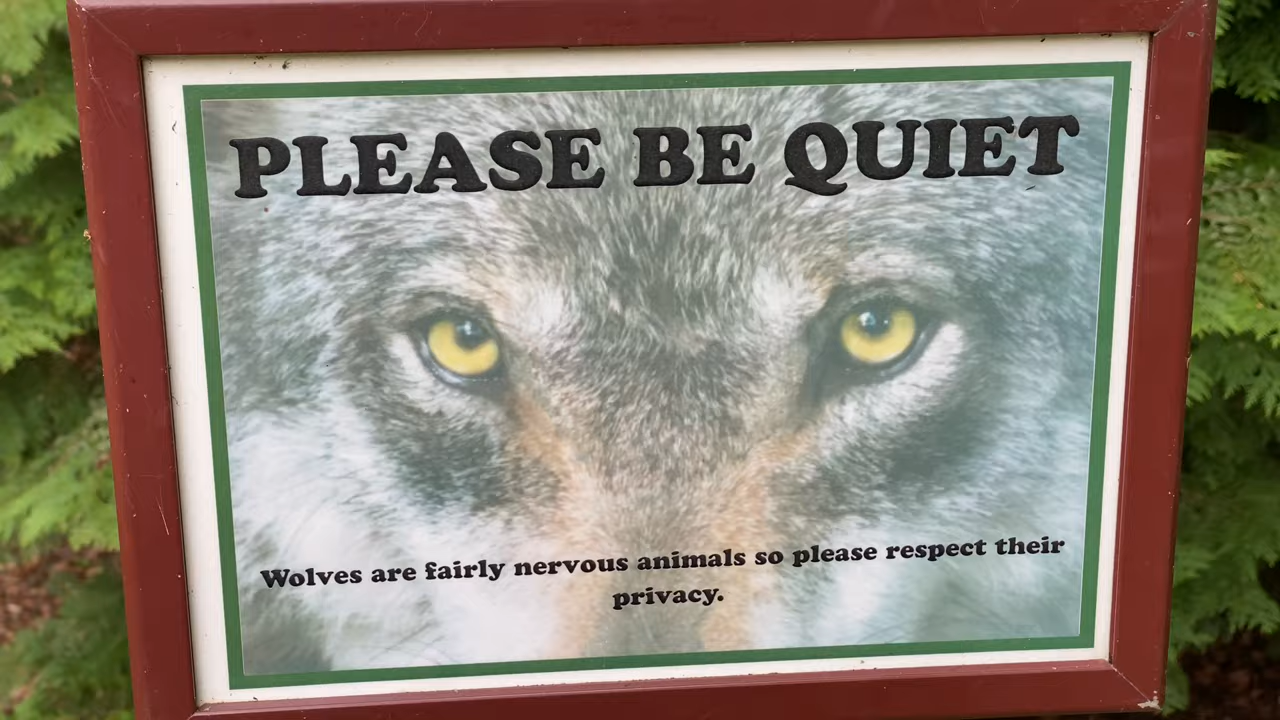 PLEASE BE QUIET
Wolves are fairly nervous animals so please respect their
privacy.